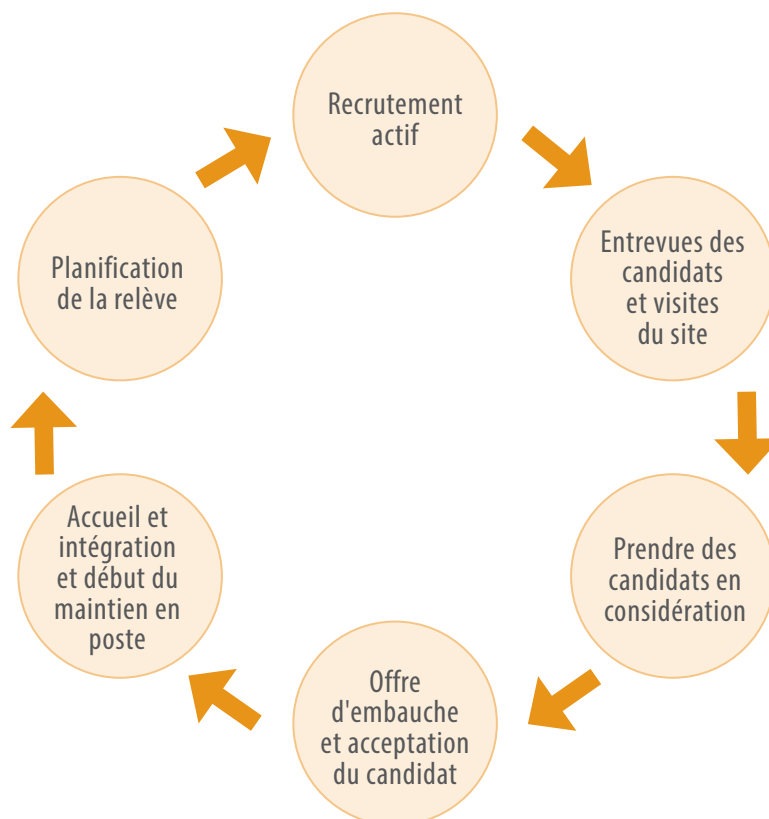 Recrutement
actif
Entrevues des
candidats
et visites
du site
Prendre des
candidats en
considération
Offre
d'embauche
et acceptation
du candidat
Accueil et
intégration
et début du
maintien en
poste
Planification
de la relève